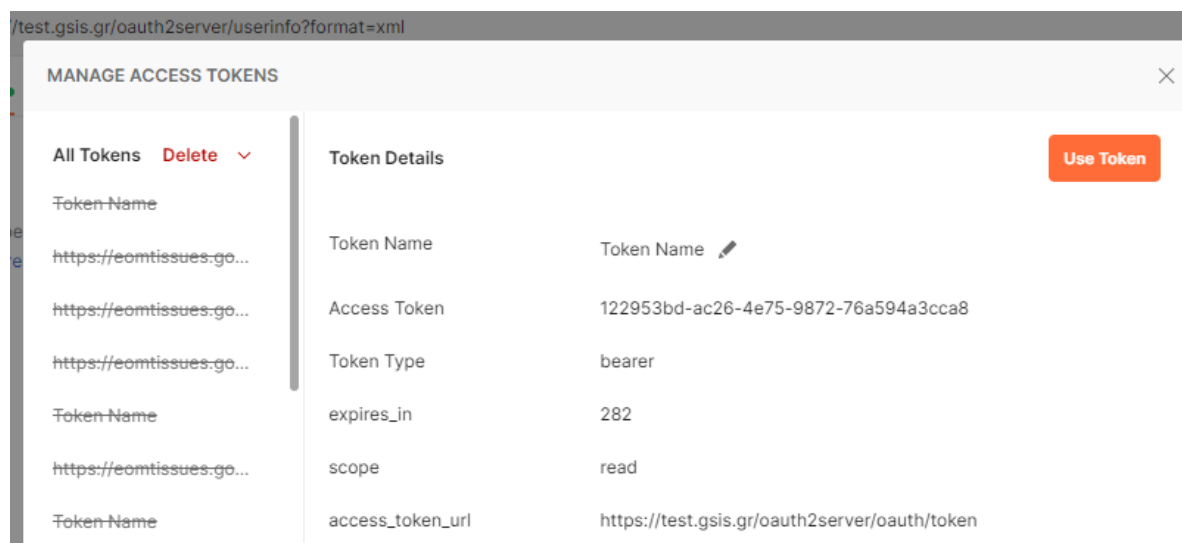 /test.gsis.gr/oauth2server/userinfo?format=xml
MANAGE ACCESS TOKENS
All Tokens Delete
Token Name
https://eomtissues.go...
https://eomtissues.go...
https://eomtissues.go...
Token Name
https://eomtissues.go...
Token Name
Token Details
Use Token
Token Name Token Name
Access Token 122953bd-ac26-4e75-9872-76a594a3cca8
Token Type bearer
expires_in 282
scope read
access_token_url https://test.gsis.gr/oauth2server/oauth/token